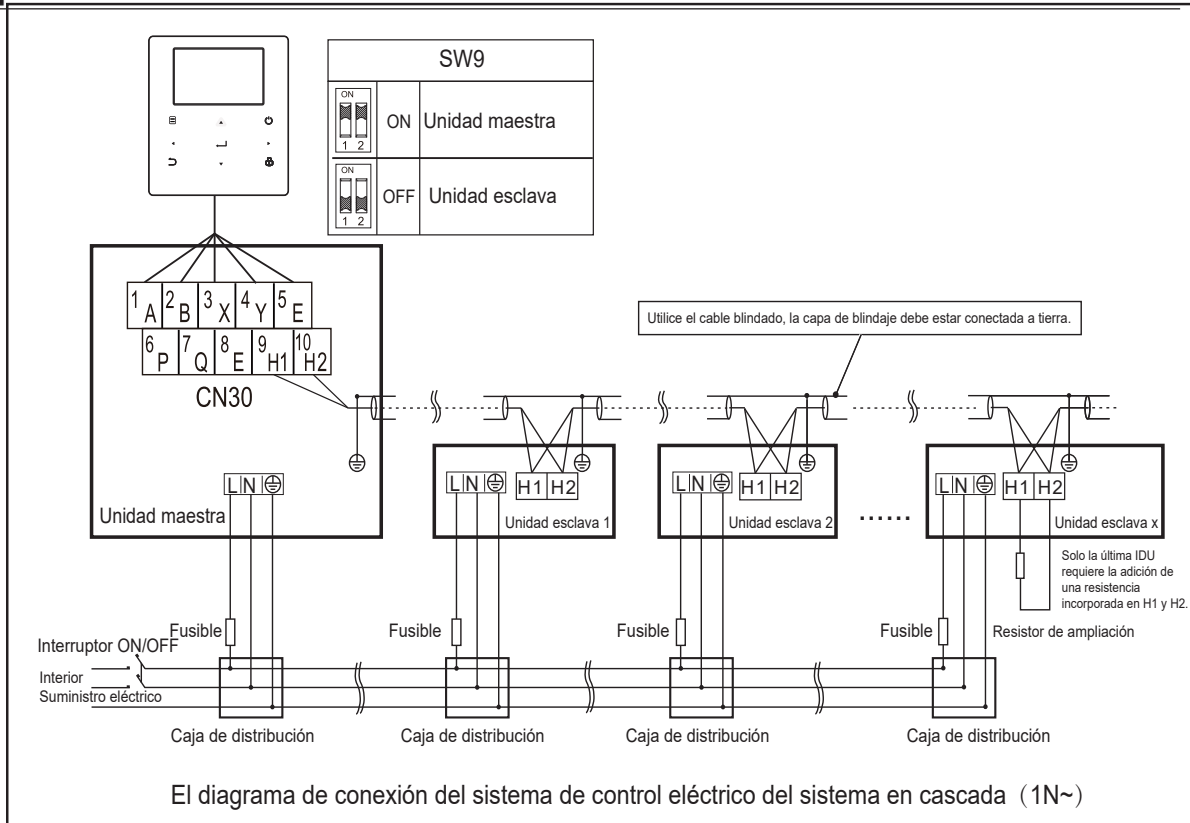 SW9
ON
1 2
ON
Unidad maestra
ON
1 2
OFF
Unidad esclava
1 A
2 B
3 X
4 Y
5 E
6 P
7 Q
8 E
9 H1
10 H2
CN30
Utilice el cable blindado, la capa de blindaje debe estar conectada a tierra.
L N
Unidad maestra
L N
H1 H2
Unidad esclava 1
L N
H1 H2
Unidad esclava 2
......
L N
H1 H2
Unidad esclava x
Solo la última IDU
requiere la adición de
una resistencia
incorporada en H1 y H2.
Resistor de ampliación
Fusible
Fusible
Fusible
Fusible
Interruptor ON/OFF
Interior
Suministro eléctrico
Caja de distribución
Caja de distribución
Caja de distribución
Caja de distribución
El diagrama de conexión del sistema de control eléctrico del sistema en cascada（1N~）